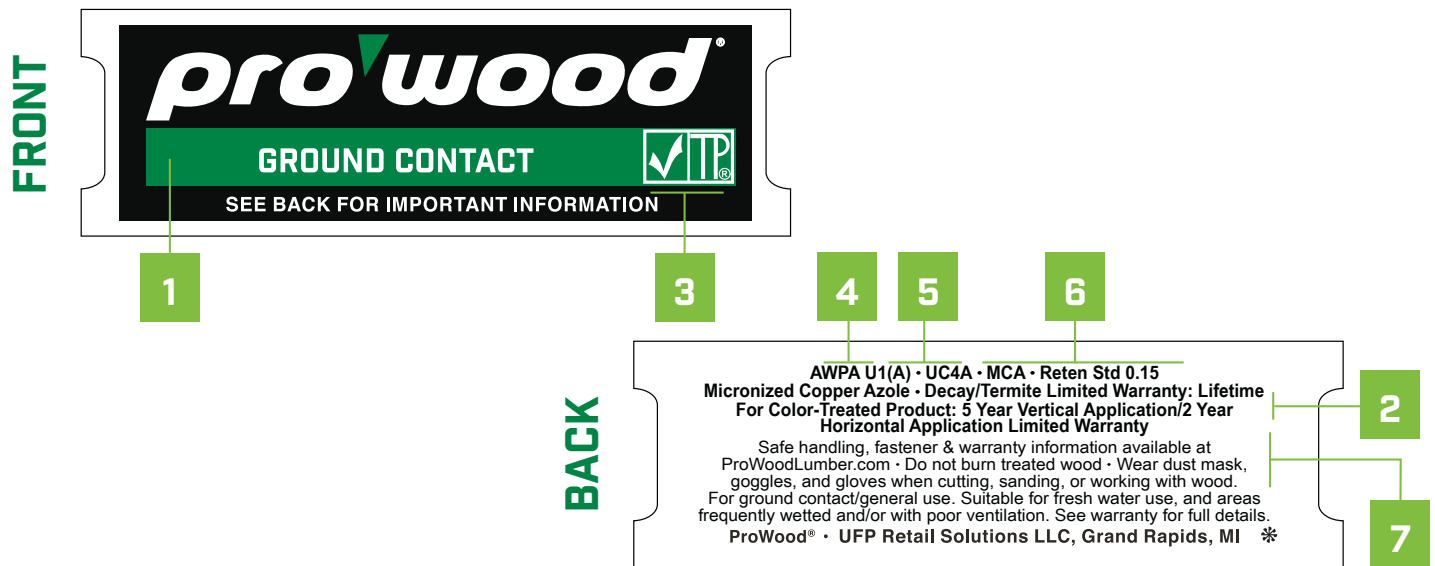 FRONT
pro'wood®
GROUND CONTACT
TP®
SEE BACK FOR IMPORTANT INFORMATION
1
3
4
5
6
BACK
AWPA U1(A) • UC4A • MCA • Reten Std 0.15
Micronized Copper Azole • Decay/Termite Limited Warranty: Lifetime
For Color-Treated Product: 5 Year Vertical Application/2 Year
Horizontal Application Limited Warranty
2
Safe handling, fastener & warranty information available at
ProWoodLumber.com • Do not burn treated wood • Wear dust mask,
goggles, and gloves when cutting, sanding, or working with wood.
For ground contact/general use. Suitable for fresh water use, and areas
frequently wetted and/or with poor ventilation. See warranty for full details.
ProWood® • UFP Retail Solutions LLC, Grand Rapids, MI
7